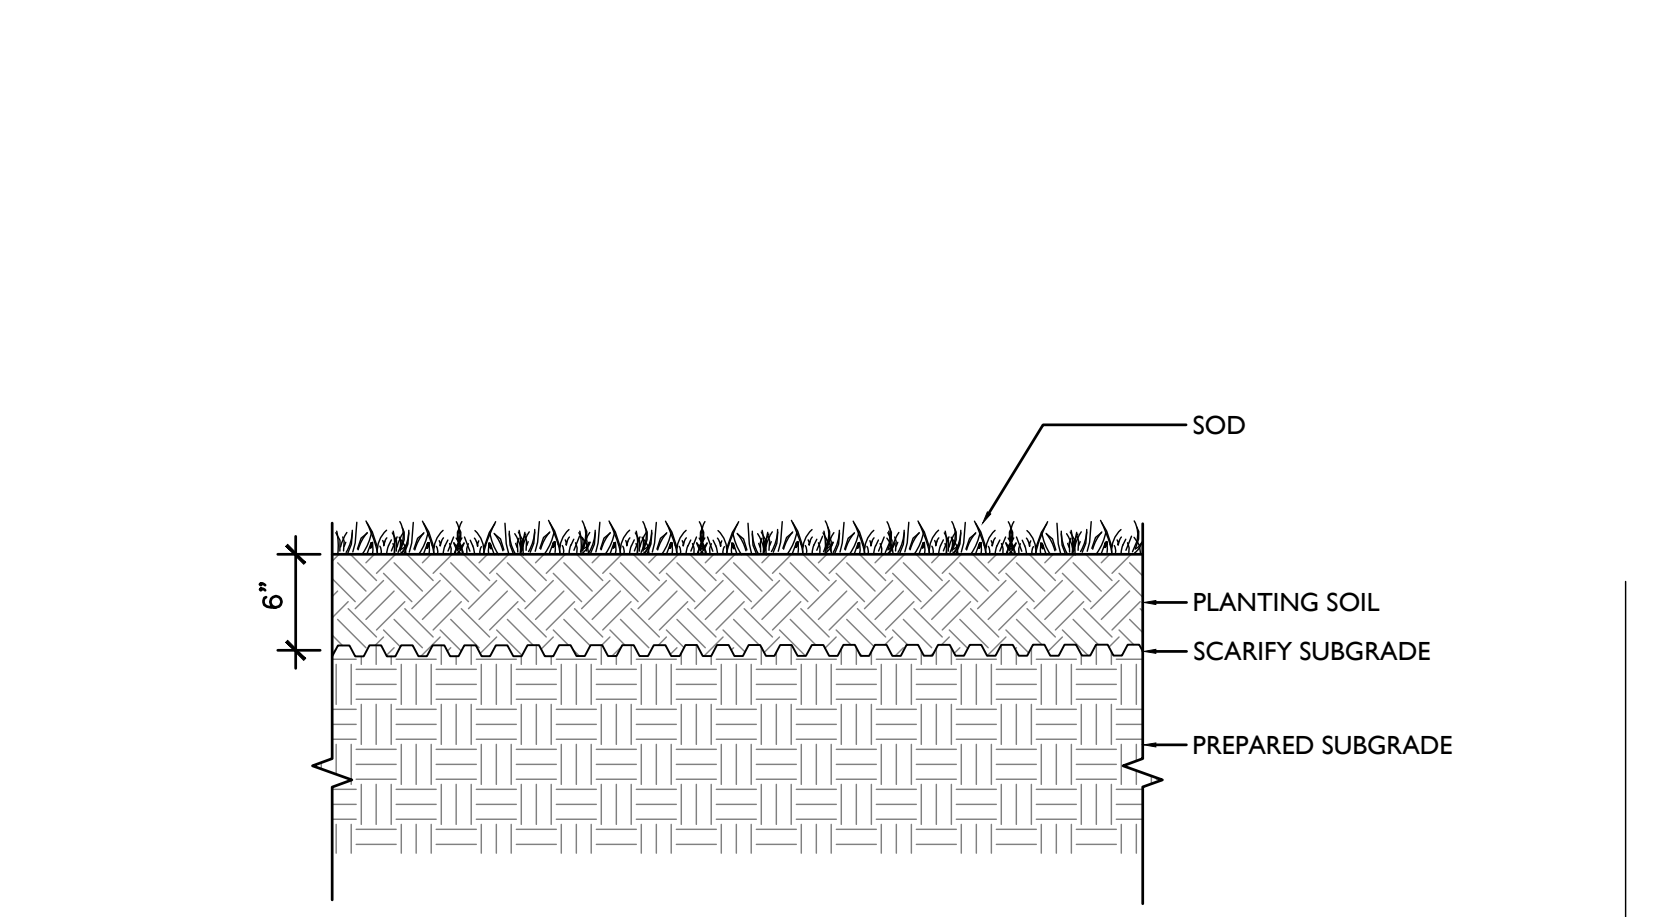 SOD
6"
PLANTING SOIL
SCARIFY SUBGRADE
PREPARED SUBGRADE